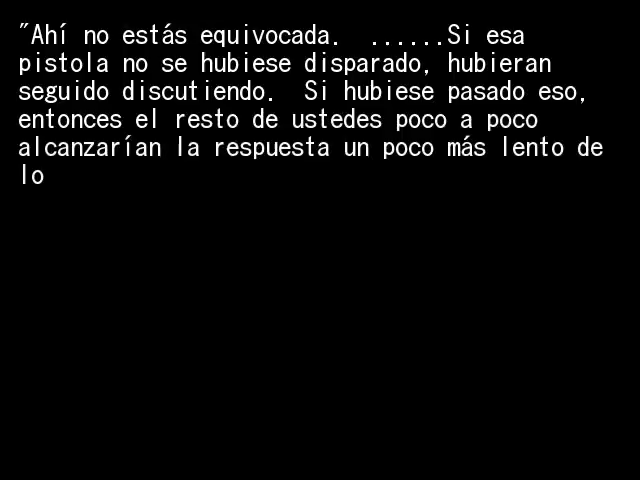 "Ahí no estás equivocada.  ......Si esa
pistola no se hubiese disparado, hubieran
seguido discutiendo.  Si hubiese pasado eso,
entonces el resto de ustedes poco a poco
alcanzarían la respuesta un poco más lento de
lo